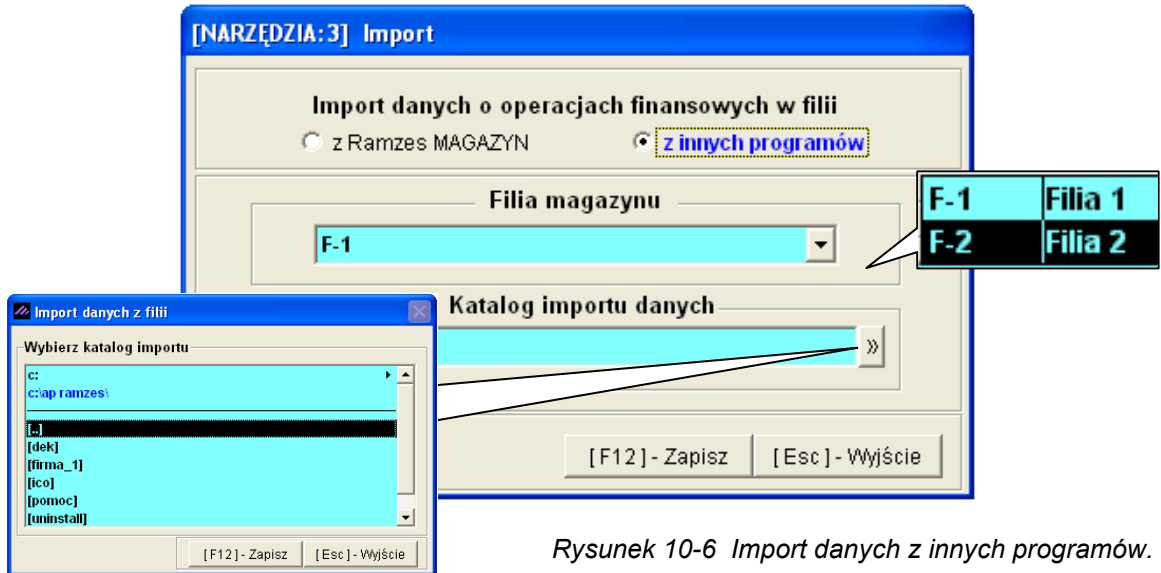 [NARZĘDZIA:3] Import
Import danych o operacjach finansowych w filii
z Ramzes MAGAZYN
z innych programów
Filia magazynu
F-1
F-1 Filia 1
F-2 Filia 2
Katalog importu danych
»
[F12] - Zapisz
[Esc] - Wyjście
Import danych z filii
Wybierz katalog importu
c:
c:\ap ramzes\
[..]
[dek]
[firma_1]
[ico]
[pomoc]
[uninstall]
[F12] - Zapisz
[Esc] - Wyjście
Rysunek 10-6 Import danych z innych programów.